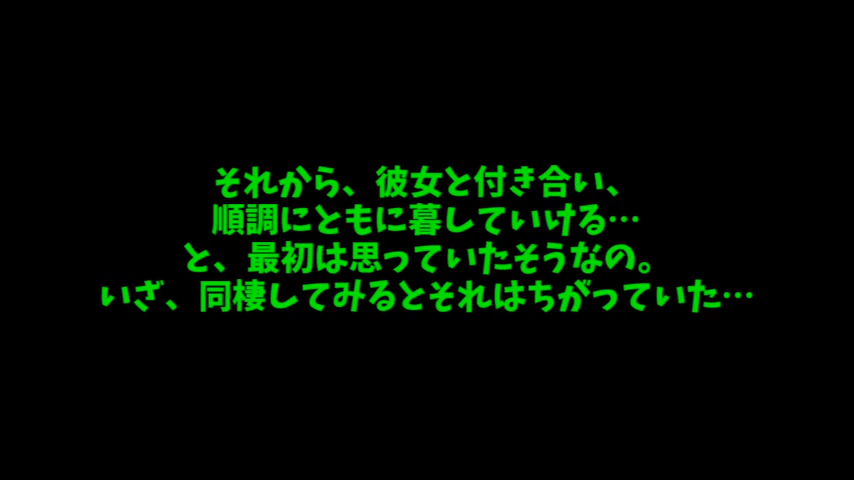 それから、彼女と付き合い、
順調にともに暮していける…
と、最初は思っていたそうなの。
いざ、同棲してみるとそれはちがっていた…